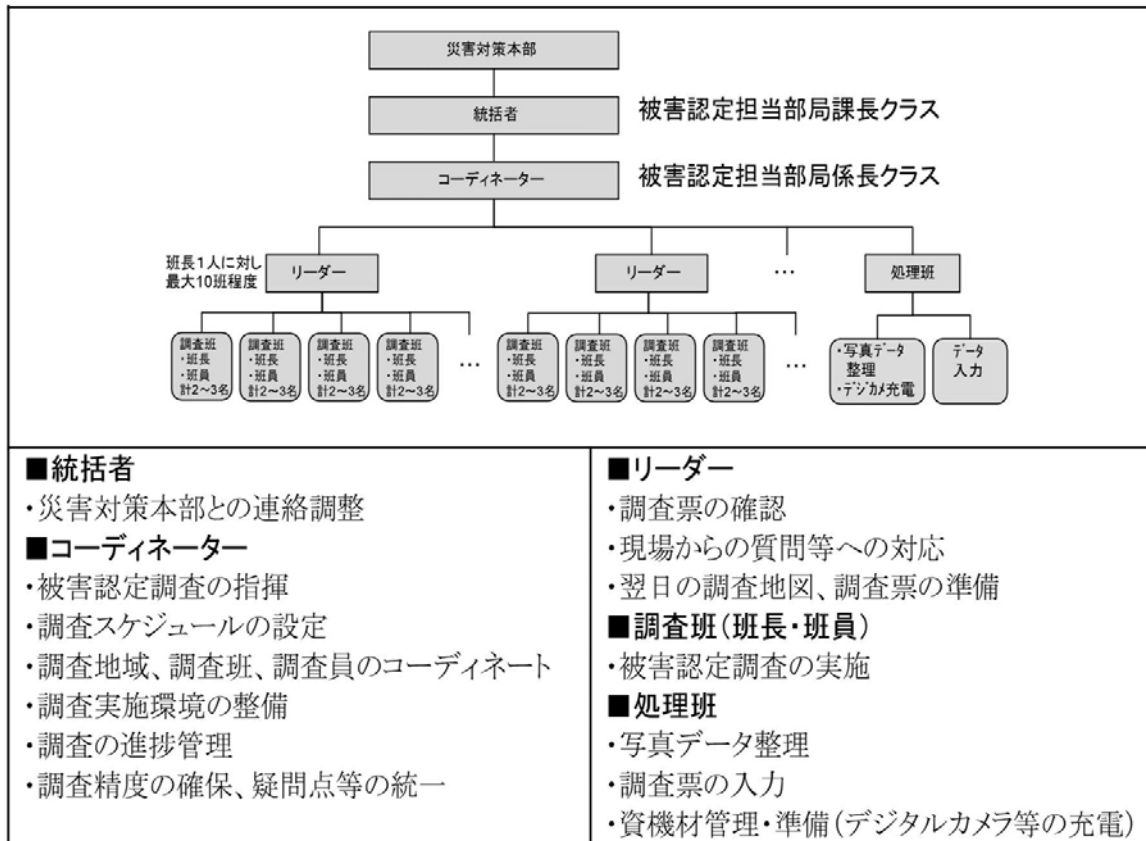 災害対策本部
統括者
被害認定担当部局課長クラス
コーディネーター
被害認定担当部局係長クラス
班長1人に対し
最大10班程度
リーダー
リーダー
…
処理班
調査班
・班長
・班員
計2~3名
調査班
・班長
・班員
計2~3名
調査班
・班長
・班員
計2~3名
調査班
・班長
・班員
計2~3名
…
調査班
・班長
・班員
計2~3名
調査班
・班長
・班員
計2~3名
調査班
・班長
・班員
計2~3名
調査班
・班長
・班員
計2~3名
…
・写真データ
整理
・デジカメ充電
データ
入力
■統括者
・災害対策本部との連絡調整
■コーディネーター
・被害認定調査の指揮
・調査スケジュールの設定
・調査地域、調査班、調査員のコーディネート
・調査実施環境の整備
・調査の進捗管理
・調査精度の確保、疑問点等の統一
■リーダー
・調査票の確認
・現場からの質問等への対応
・翌日の調査地図、調査票の準備
■調査班(班長・班員)
・被害認定調査の実施
■処理班
・写真データ整理
・調査票の入力
・資機材管理・準備(デジタルカメラ等の充電)